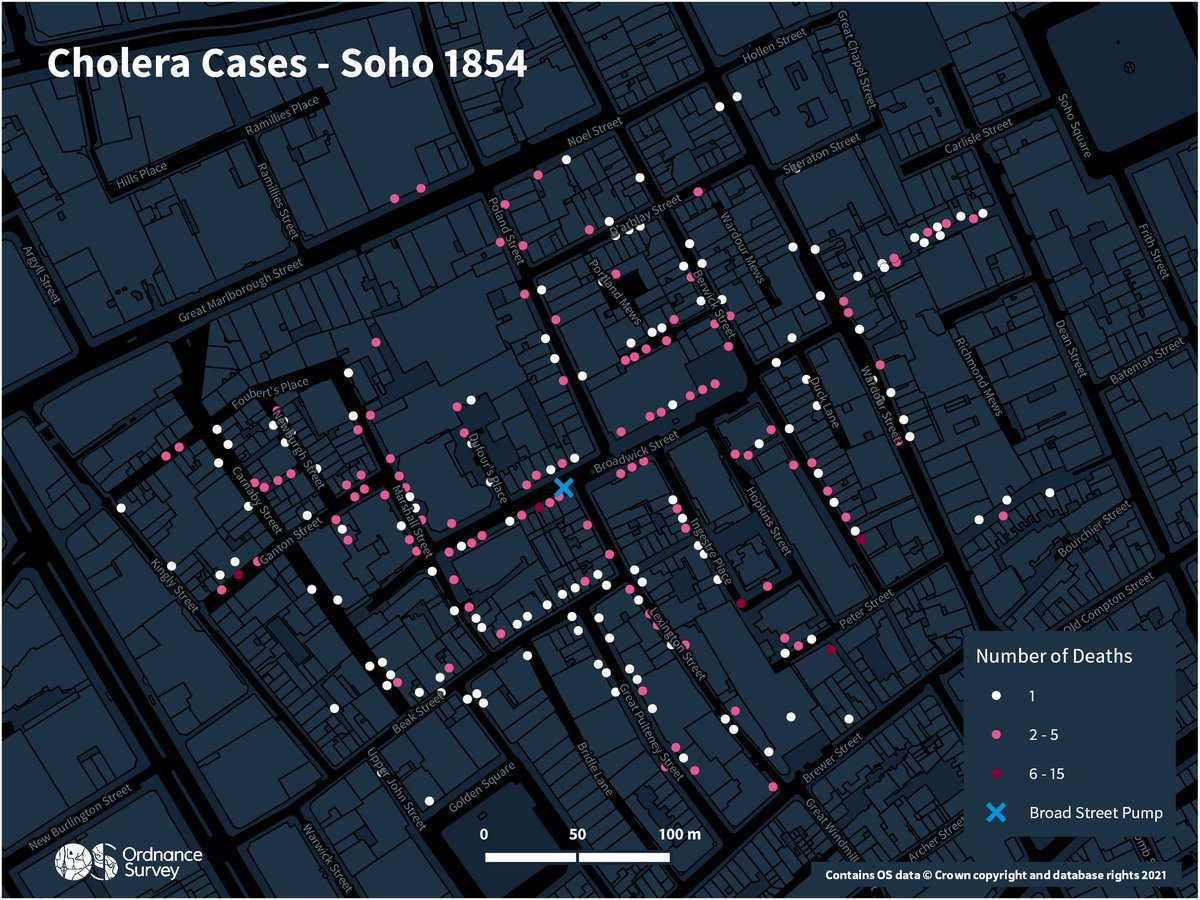 Cholera Cases - Soho 1854
Hollen Street
Great Chapel Street
Soho Square
Ramillies Place
Noel Street
Carlisle Street
Sheraton Street
Hills Place
Ramillies Street
Poland Street
D'arblay Street
Wardour Mews
Frith Street
Argyll Street
Great Marlborough Street
Portland Mews
Berwick Street
Dean Street
Richmond Mews
Bateman Street
Foubert's Place
Duck Lane
Wardour Street
Newburgh Street
Dufour's Place
Broadwick Street
Carnaby Street
Marshall Street
Hopkins Street
Ingestre Place
Bourchier Street
Ganton Street
Kingly Street
Peter Street
Old Compton Street
Lexington Street
Beak Street
Great Pulteney Street
Upper John Street
Bridle Lane
Brewer Street
Golden Square
New Burlington Street
Warwick Street
Great Windmill
Archer Street
Number of Deaths
1
2 - 5
6 - 15
Broad Street Pump
0 50 100 m
Ordnance
Survey
Contains OS data © Crown copyright and database rights 2021